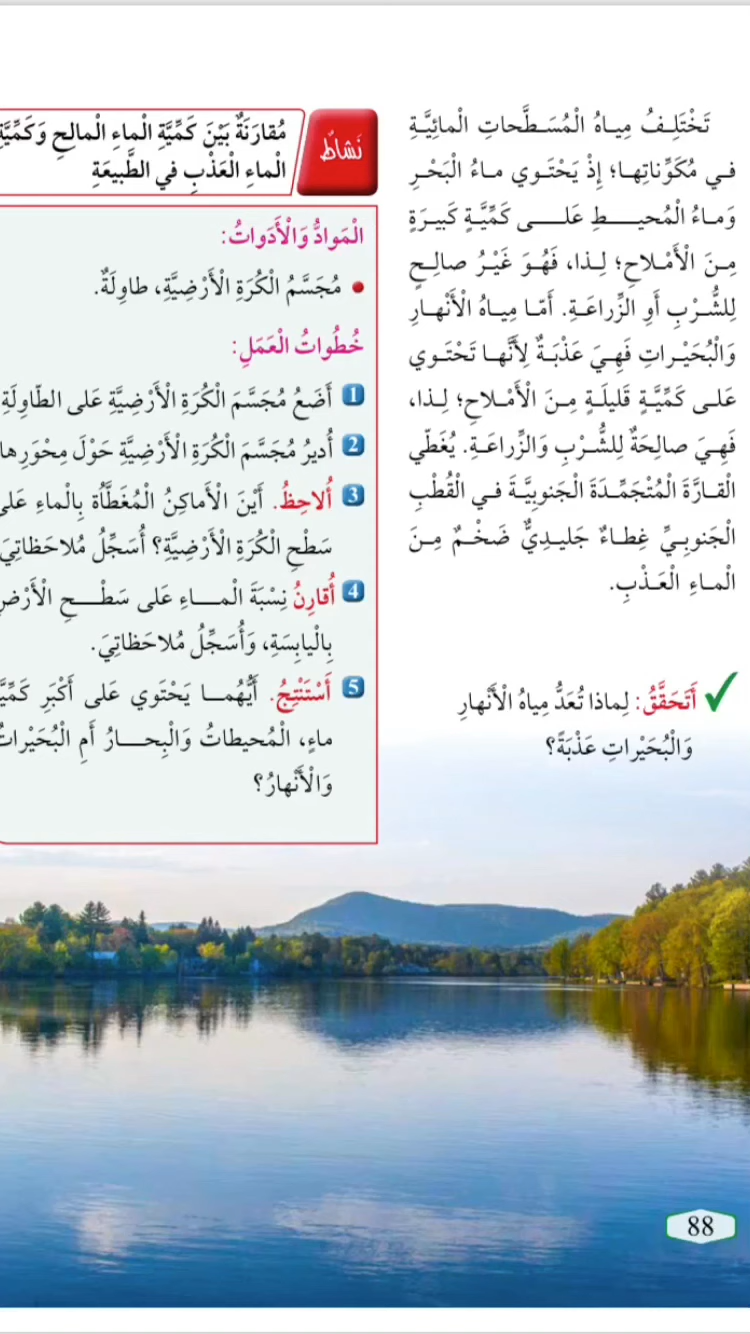 تَخْتَلِفُ مِياهُ الْمُسَطَّحاتِ الْمائِيَّةِ
في مُكَوِّناتِها؛ إِذْ يَحْتَوي ماءُ الْبَحْرِ
وَماءُ الْمُحيطِ عَلى كَمِّيَّةٍ كَبيرَةٍ
مِنَ الْأَمْلاحِ؛ لِذا، فَهُوَ غَيْرُ صالِحٍ
لِلشُّرْبِ أَوِ الزِّراعَةِ. أَمّا مِياهُ الْأَنْهارِ
وَالْبُحَيْراتِ فَهِيَ عَذْبَةٌ لِأَنَّها تَحْتَوي
عَلى كَمِّيَّةٍ قَليلَةٍ مِنَ الْأَمْلاحِ؛ لِذا،
فَهِيَ صالِحَةٌ لِلشُّرْبِ وَالزِّراعَةِ. يُغَطّي
الْقارَّةَ الْمُتَجَمِّدَةَ الْجَنوبِيَّةَ في الْقُطْبِ
الْجَنوبِيِّ غِطاءٌ جَليدِيٌّ ضَخْمٌ مِنَ
الْماءِ الْعَذْبِ.
أَتَحَقَّقُ: لِماذا تُعَدُّ مِياهُ الْأَنْهارِ
وَالْبُحَيْراتِ عَذْبَةً؟
نَشاطٌ
مُقارَنَةٌ بَيْنَ كَمِّيَّةِ الْماءِ الْمالِحِ وَكَمِّيَّةِ
الْماءِ الْعَذْبِ في الطَّبيعَةِ
الْمَوادُّ وَالْأَدَواتُ:
• مُجَسَّمُ الْكُرَةِ الْأَرْضِيَّةِ، طاوِلَةٌ.
خُطُواتُ الْعَمَلِ:
1 أَضَعُ مُجَسَّمَ الْكُرَةِ الْأَرْضِيَّةِ عَلى الطّاوِلَةِ
2 أُديرُ مُجَسَّمَ الْكُرَةِ الْأَرْضِيَّةِ حَوْلَ مِحْوَرِها
3 أُلاحِظُ. أَيْنَ الْأَماكِنُ الْمُغَطّاةُ بِالْماءِ عَلى
سَطْحِ الْكُرَةِ الْأَرْضِيَّةِ؟ أُسَجِّلُ مُلاحَظاتِيَ
4 أُقارِنُ نِسْبَةَ الْماءِ عَلى سَطْحِ الْأَرْضِ
بِالْيابِسَةِ، وَأُسَجِّلُ مُلاحَظاتِيَ.
5 أَسْتَنْتِجُ. أَيُّهُما يَحْتَوي عَلى أَكْبَرِ كَمِّيَّ
ماءٍ، الْمُحيطاتُ وَالْبِحارُ أَمِ الْبُحَيْراتُ
وَالْأَنْهارُ؟
88